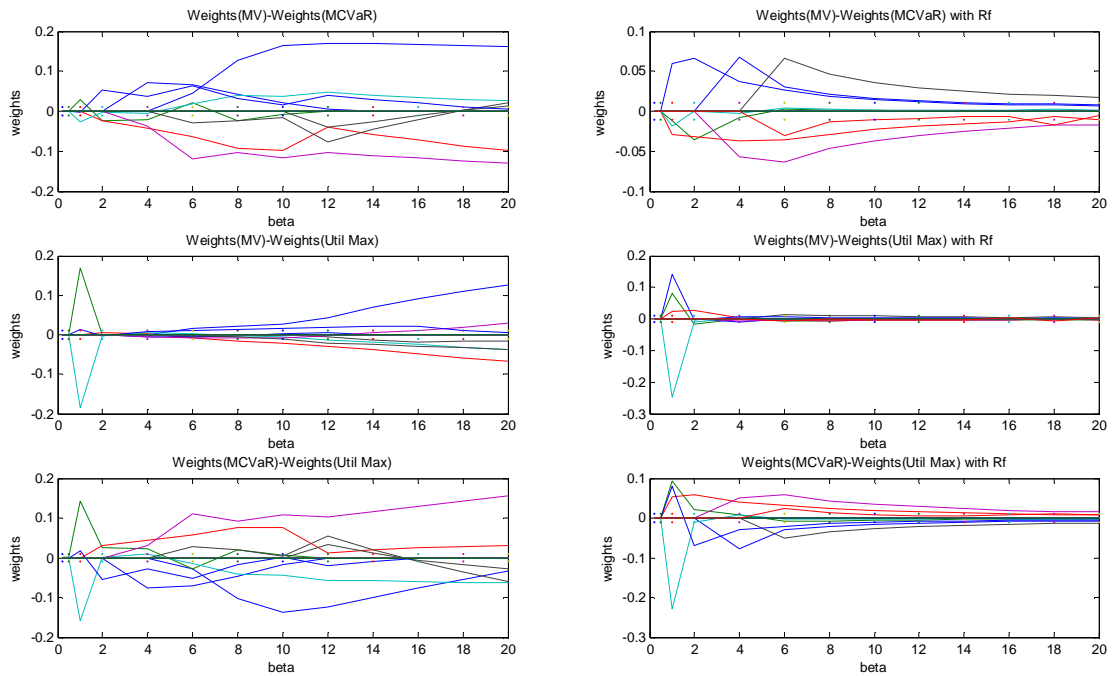 Weights(MV)-Weights(MCVaR)
0.2
0.1
0
-0.1
-0.2
weights
0 2 4 6 8 10 12 14 16 18 20
beta
Weights(MV)-Weights(MCVaR) with Rf
0.1
0.05
0
-0.05
-0.1
weights
0 2 4 6 8 10 12 14 16 18 20
beta
Weights(MV)-Weights(Util Max)
0.2
0.1
0
-0.1
-0.2
weights
0 2 4 6 8 10 12 14 16 18 20
beta
Weights(MV)-Weights(Util Max) with Rf
0.2
0.1
0
-0.1
-0.2
-0.3
weights
0 2 4 6 8 10 12 14 16 18 20
beta
Weights(MCVaR)-Weights(Util Max)
0.2
0.1
0
-0.1
-0.2
weights
0 2 4 6 8 10 12 14 16 18 20
beta
Weights(MCVaR)-Weights(Util Max) with Rf
0.1
0
-0.1
-0.2
-0.3
weights
0 2 4 6 8 10 12 14 16 18 20
beta